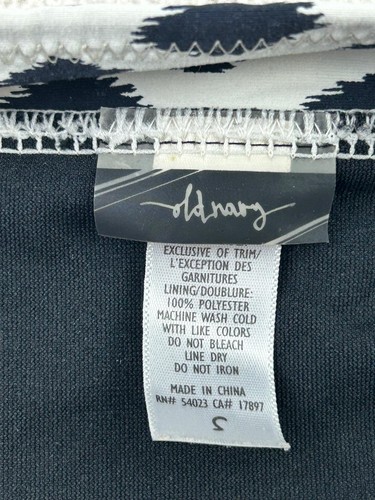 old navy
EXCLUSIVE OF TRIM/
L'EXCEPTION DES
GARNITURES
LINING/DOUBLURE:
100% POLYESTER
MACHINE WASH COLD
WITH LIKE COLORS
DO NOT BLEACH
LINE DRY
DO NOT IRON
MADE IN CHINA
RN# 54023 CA# 17897
S